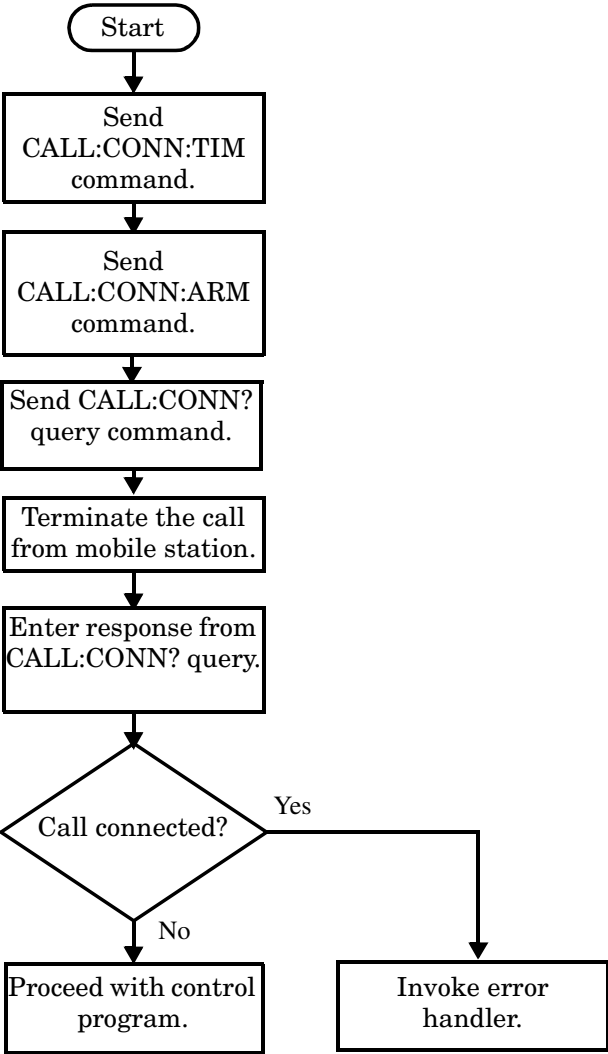 Start
Send
CALL:CONN:TIM
command.
Send
CALL:CONN:ARM
command.
Send CALL:CONN?
query command.
Terminate the call
from mobile station.
Enter response from
CALL:CONN? query.
Call connected?
Yes
No
Proceed with control
program.
Invoke error
handler.